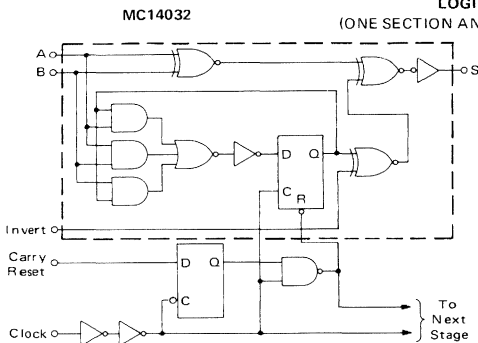 MC14032
LOGI
(ONE SECTION AN
A
B
S
D Q
C
R
Invert
Carry
Reset
D Q
C
Clock
To
Next
Stage